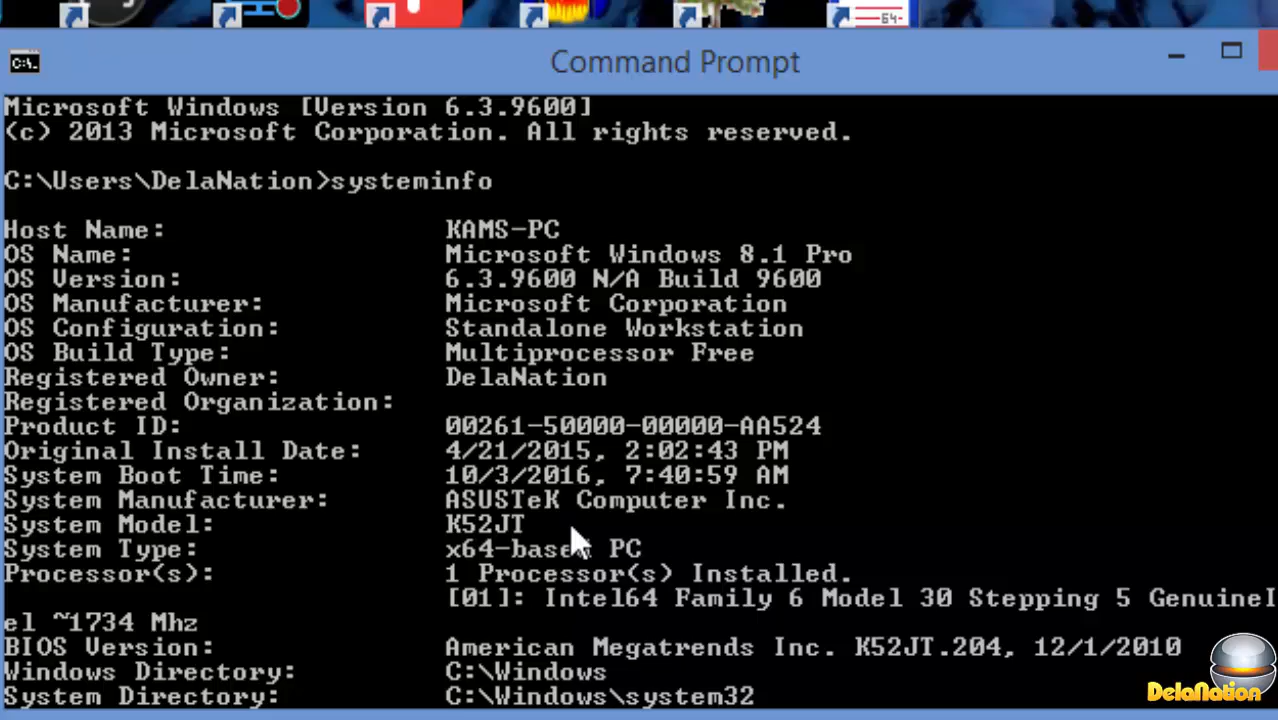 64-
C:\.
Command Prompt
Microsoft Windows [Version 6.3.9600]
(c) 2013 Microsoft Corporation. All rights reserved.
C:\Users\DelaNation>systeminfo
Host Name: KAMS-PC
OS Name: Microsoft Windows 8.1 Pro
OS Version: 6.3.9600 N/A Build 9600
OS Manufacturer: Microsoft Corporation
OS Configuration: Standalone Workstation
OS Build Type: Multiprocessor Free
Registered Owner: DelaNation
Registered Organization:
Product ID: 00261-50000-00000-AA524
Original Install Date: 4/21/2015, 2:02:43 PM
System Boot Time: 10/3/2016, 7:40:59 AM
System Manufacturer: ASUSTeK Computer Inc.
System Model: K52JT
System Type: x64-based PC
Processor(s): 1 Processor(s) Installed.
[01]: Intel64 Family 6 Model 30 Stepping 5 GenuineI
el ~1734 Mhz
BIOS Version: American Megatrends Inc. K52JT.204, 12/1/2010
Windows Directory: C:\Windows
System Directory: C:\Windows\system32
DelaNation